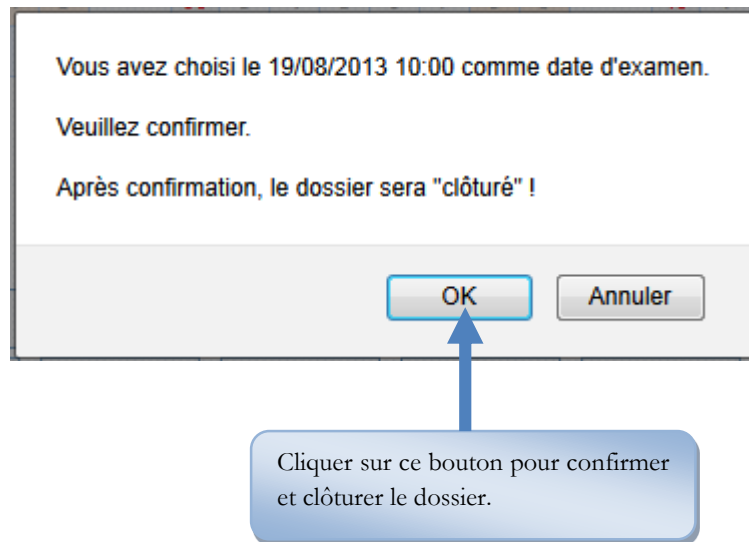 Vous avez choisi le 19/08/2013 10:00 comme date d'examen.
Veuillez confirmer.
Après confirmation, le dossier sera "clôturé" !
OK
Annuler
Cliquer sur ce bouton pour confirmer
et clôturer le dossier.